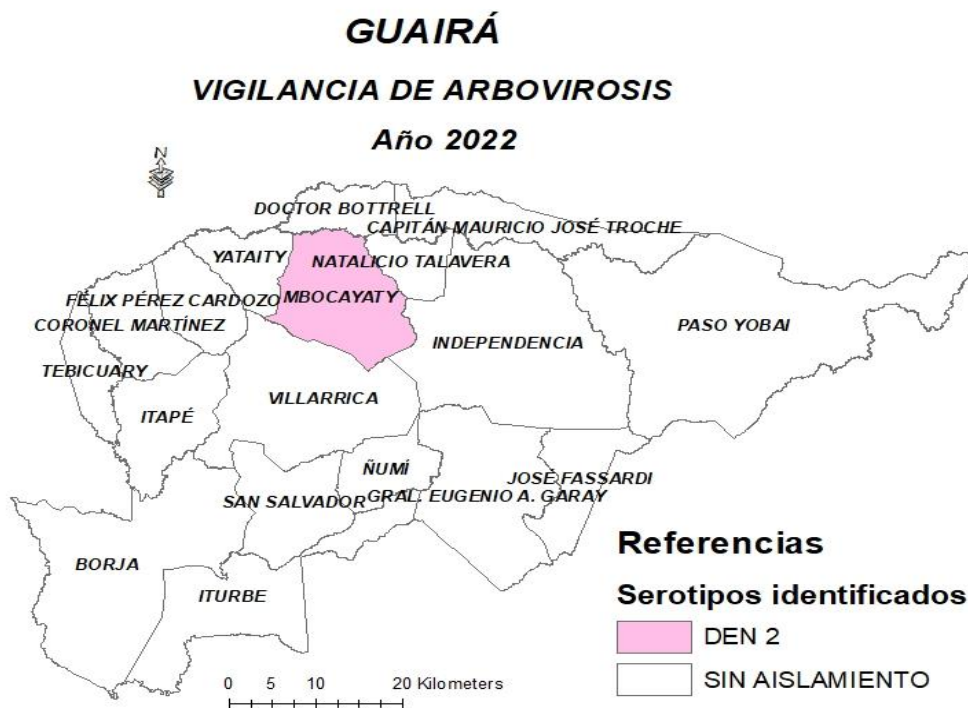 GUAIRÁ
VIGILANCIA DE ARBOVIROSIS
Año 2022
N
DOCTOR BOTTRELL
CAPITÁN MAURICIO JOSÉ TROCHE
YATAITY
NATALICIO TALAVERA
FÉLIX PÉREZ CARDOZO
MBOCAYATY
CORONEL MARTÍNEZ
PASO YOBAI
INDEPENDENCIA
TEBICUARY
VILLARRICA
ITAPÉ
ÑUMÍ
JOSÉ FASSARDI
SAN SALVADOR
GRAL. EUGENIO A. GARAY
BORJA
ITURBE
Referencias
Serotipos identificados
DEN 2
SIN AISLAMIENTO
0 5 10 20 Kilometers